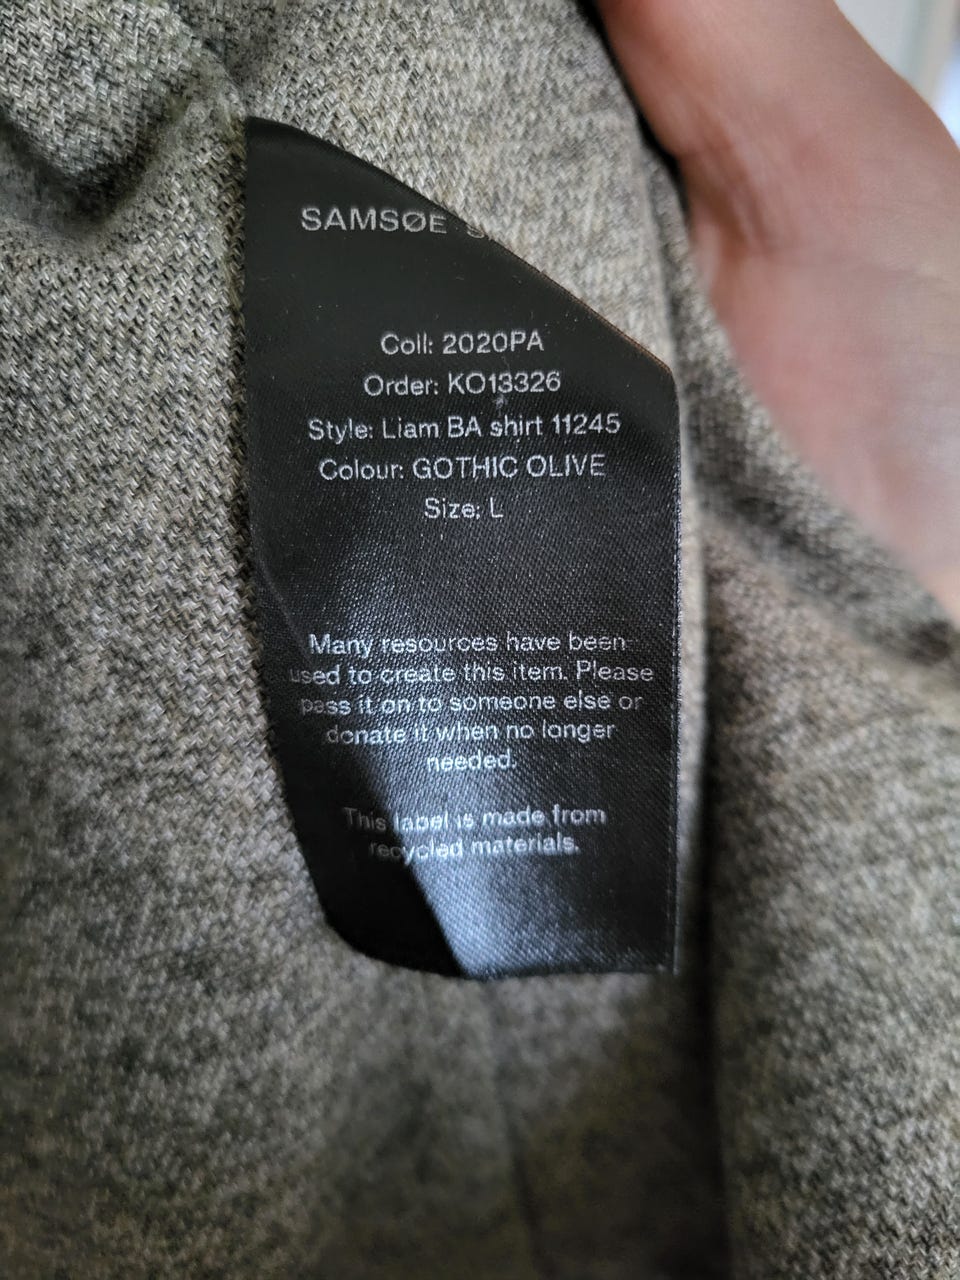 SAMSØE
Coll: 2020PA
Order: KO13326
Style: Liam BA shirt 11245
Colour: GOTHIC OLIVE
Size: L
Many resources have been
used to create this item. Please
pass it on to someone else or
donate it when no longer
needed.
This label is made from
recycled materials.